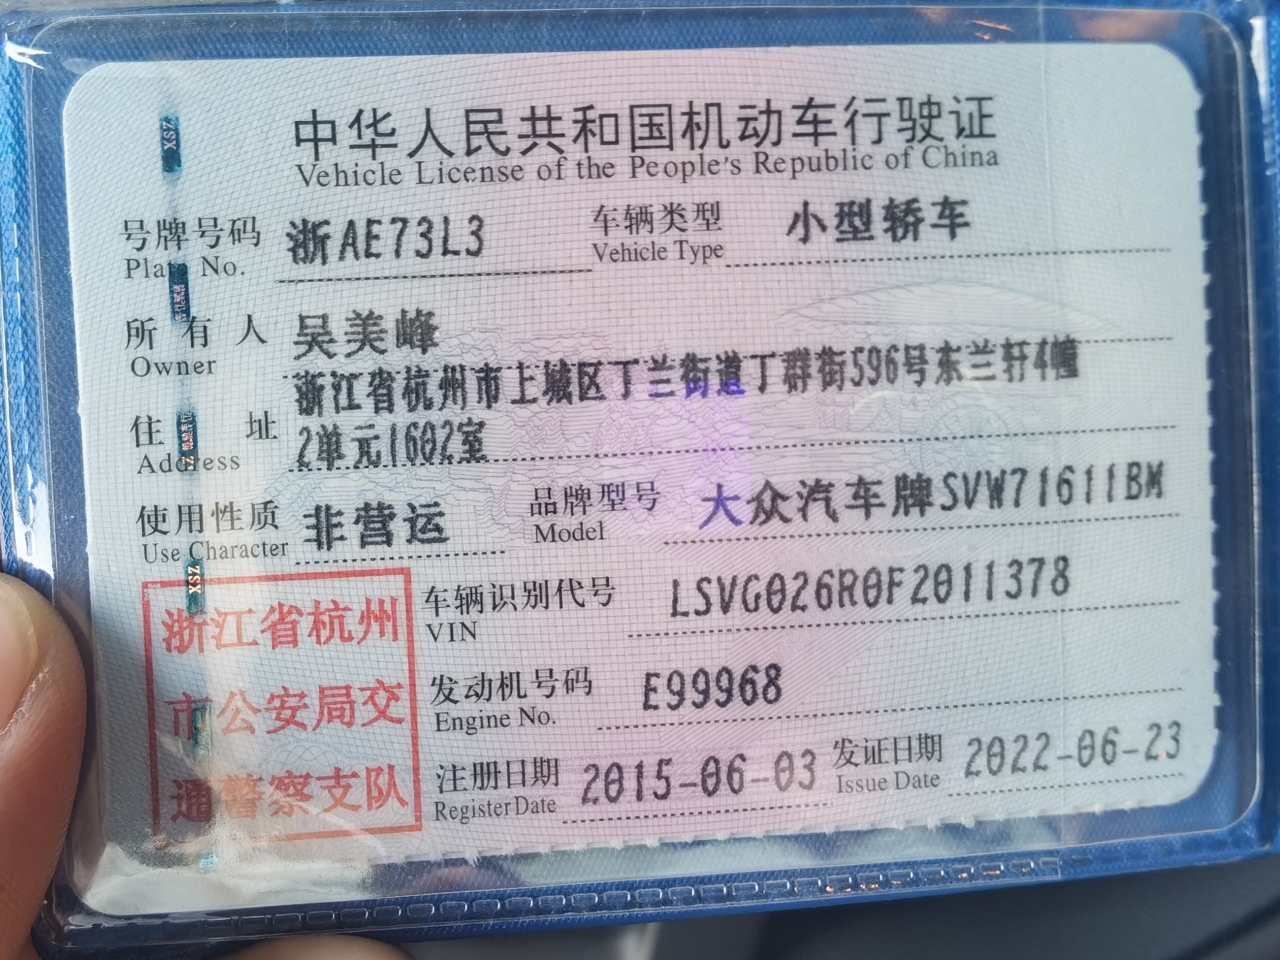 中华人民共和国机动车行驶证
Vehicle License of the People's Republic of China
号牌号码 浙AE73L3 车辆类型 小型轿车
Plate No. Vehicle Type
所有人 吴美峰
Owner
浙江省杭州市上城区丁兰街道丁群街596号东兰轩4幢
住址 2单元1602室
Address
使用性质 非营运 品牌型号 大众汽车牌SVW71611BM
Use Character Model
车辆识别代号 LSVG026R0F2011378
VIN
发动机号码 E99968
Engine No.
注册日期 2015-06-03 发证日期 2022-06-23
Register Date Issue Date
浙江省杭州
市公安局交
通警察支队
XSZ
XSZ